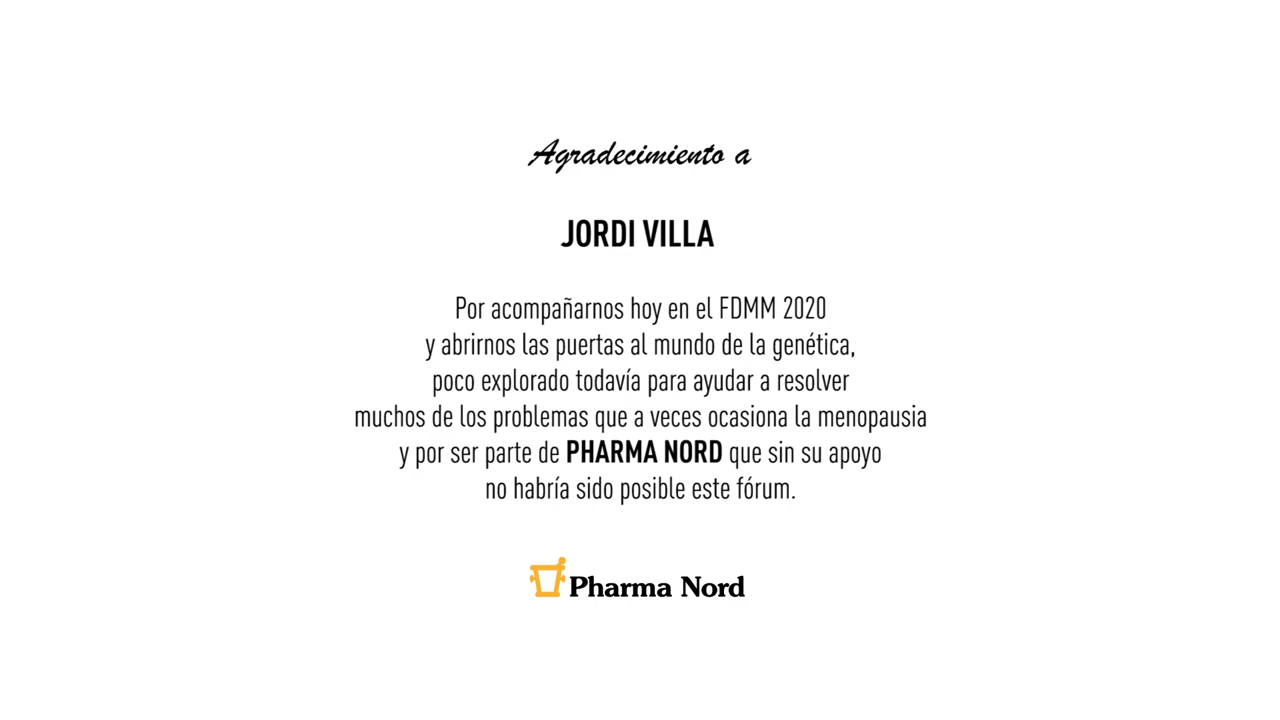 Agradecimiento a
JORDI VILLA
Por acompañarnos hoy en el FDMM 2020
y abrirnos las puertas al mundo de la genética,
poco explorado todavía para ayudar a resolver
muchos de los problemas que a veces ocasiona la menopausia
y por ser parte de PHARMA NORD que sin su apoyo
no habría sido posible este fórum.
Pharma Nord